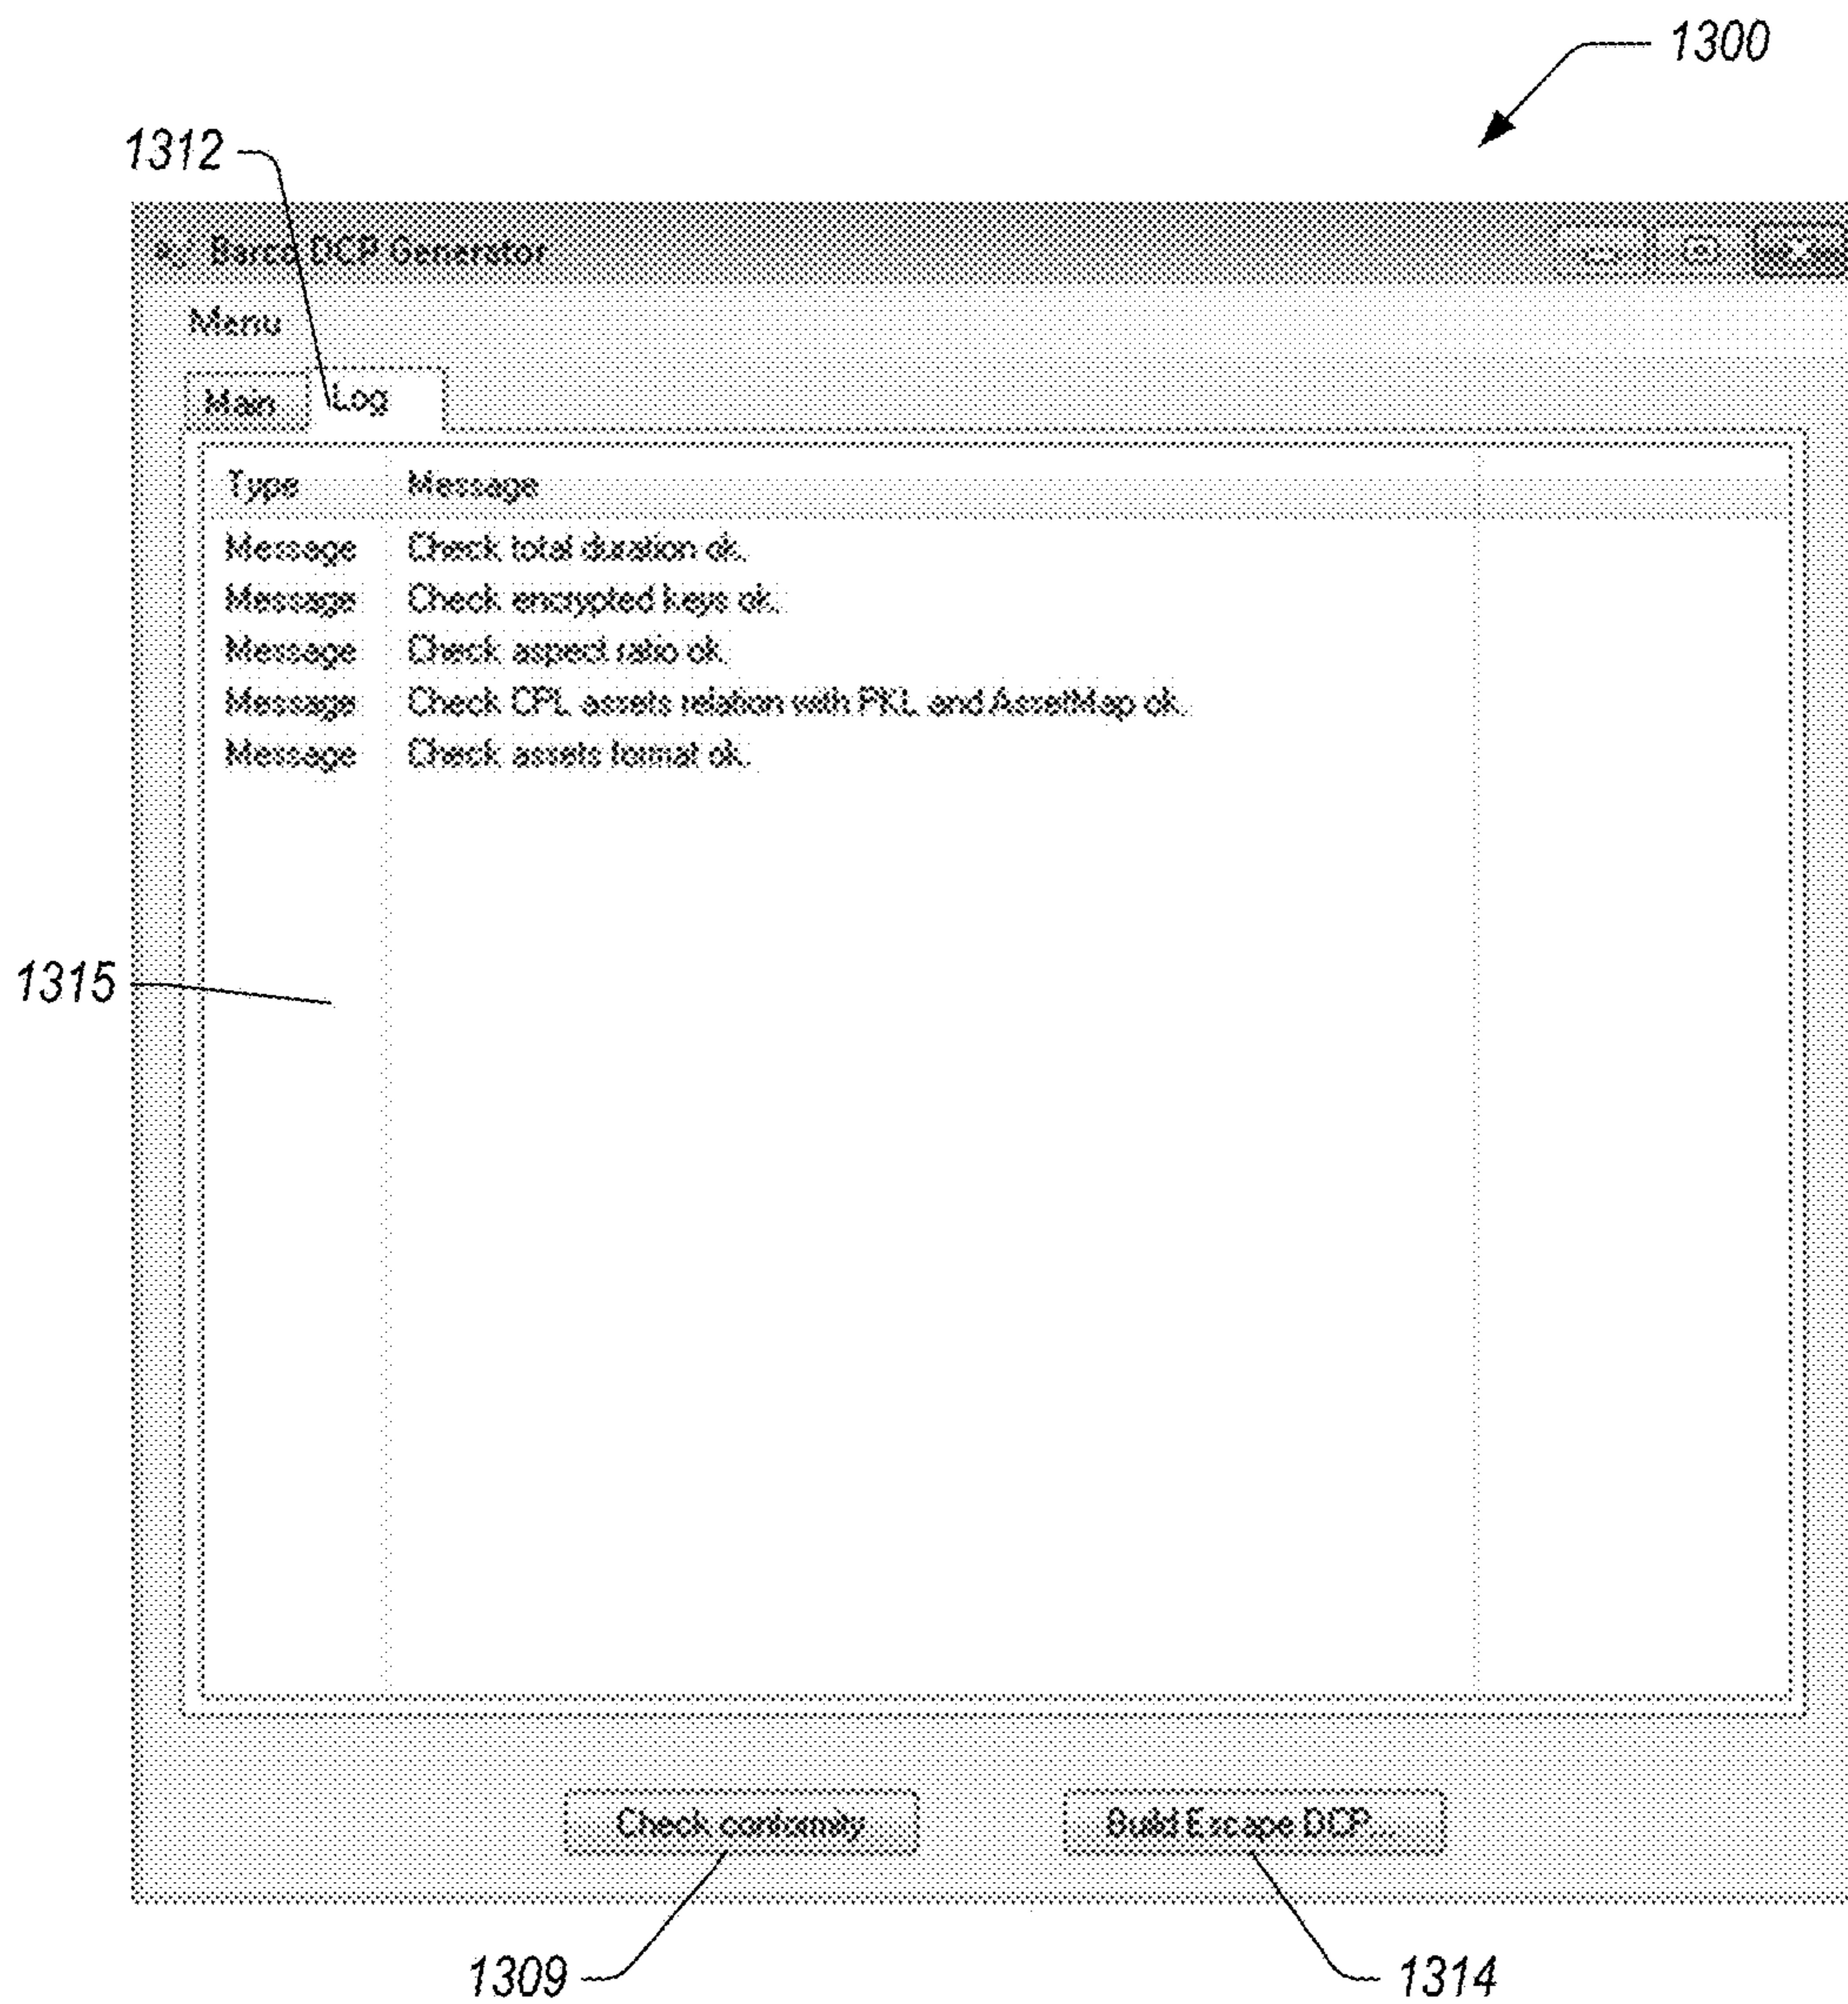 1300
1312
Barco DCP Generator
Menu
Main Log
Type Message
Message Check total duration ok.
Message Check encrypted keys ok.
Message Check aspect ratio ok.
Message Check CPL assets relation with PKL and AssetMap ok.
Message Check assets format ok.
1315
Check conformity Build Escape DCP...
1309 1314